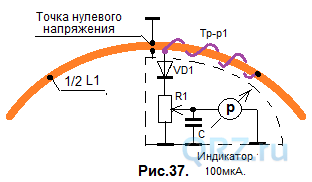 Точка нулевого
напряжения
Тр-р1
1/2 L1
VD1
R1
P
C
Индикатор
100мкА.
Рис.37.
QRZ.ru